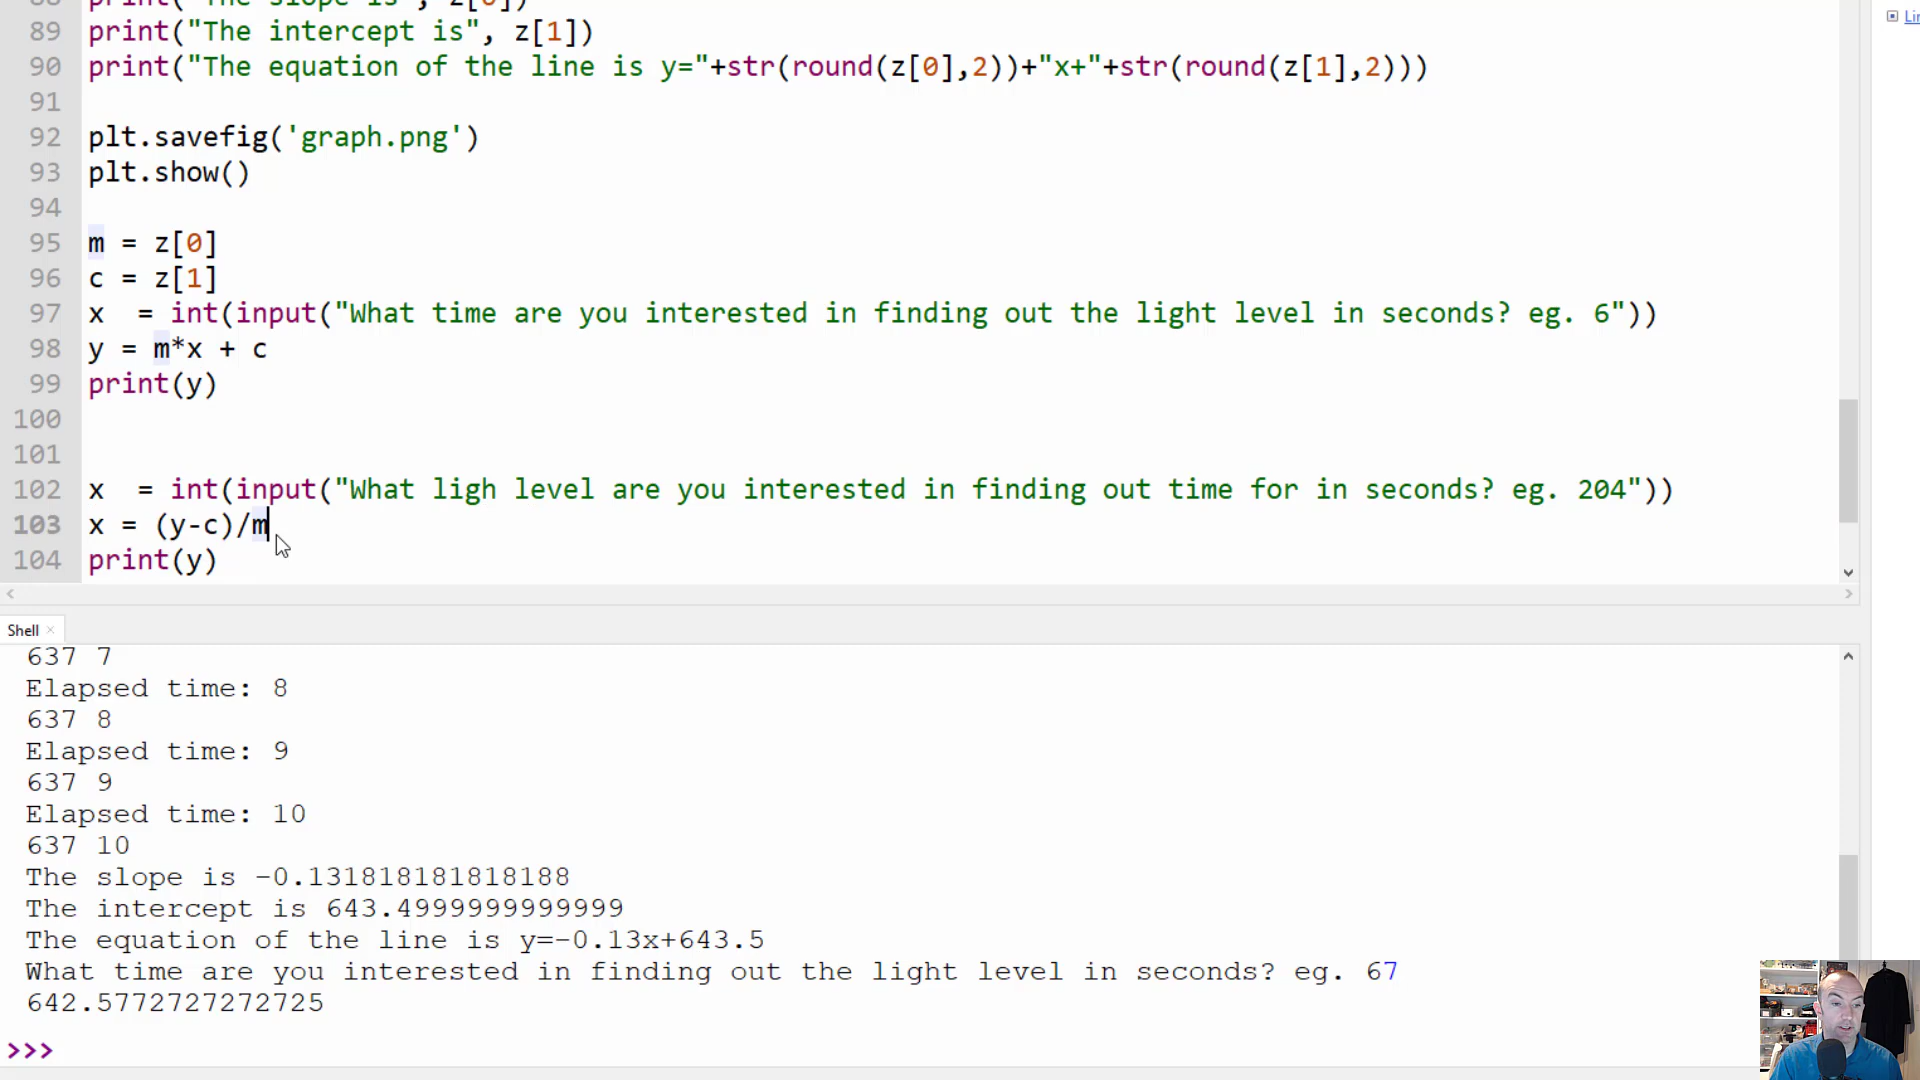 88 print("The slope is", z[0])
89 print("The intercept is", z[1])
90 print("The equation of the line is y="+str(round(z[0],2))+"x+"+str(round(z[1],2)))
91
92 plt.savefig('graph.png')
93 plt.show()
94
95 m = z[0]
96 c = z[1]
97 x  = int(input("What time are you interested in finding out the light level in seconds? eg. 6"))
98 y = m*x + c
99 print(y)
100
101
102 x  = int(input("What ligh level are you interested in finding out time for in seconds? eg. 204"))
103 x = (y-c)/m
104 print(y)
Shell
637 7
Elapsed time: 8
637 8
Elapsed time: 9
637 9
Elapsed time: 10
637 10
The slope is -0.131818181818188
The intercept is 643.4999999999999
The equation of the line is y=-0.13x+643.5
What time are you interested in finding out the light level in seconds? eg. 67
642.5772727272725
>>>